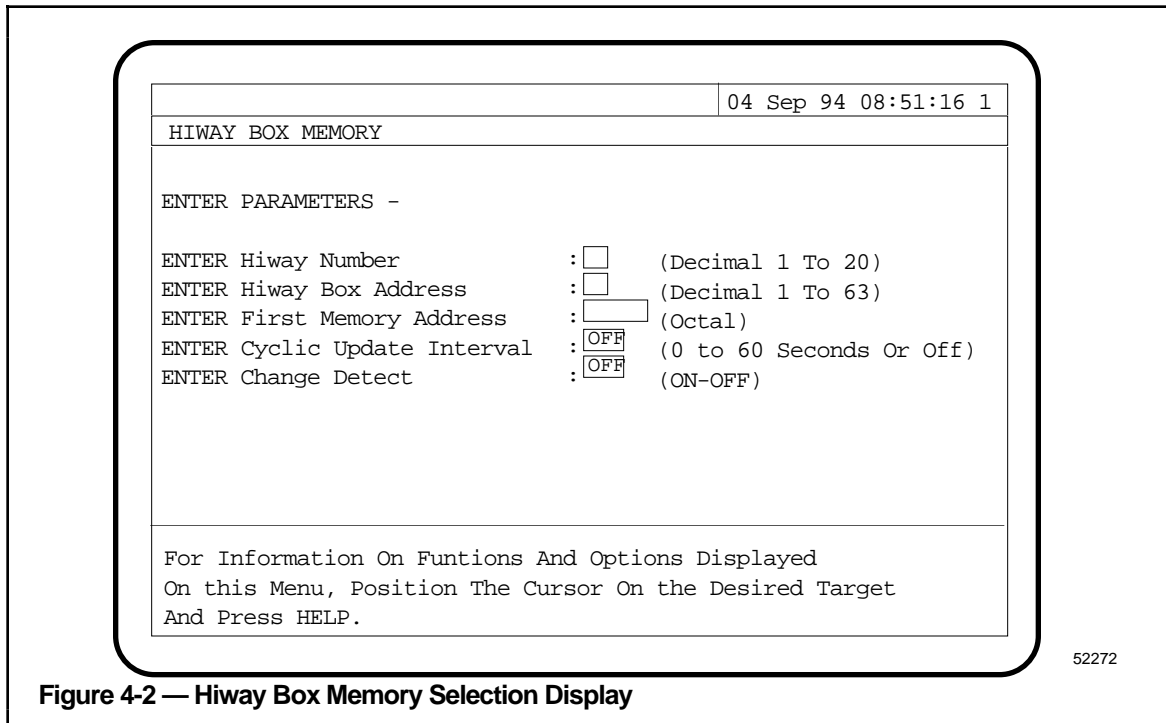 04 Sep 94 08:51:16 1
HIWAY BOX MEMORY
ENTER PARAMETERS -
ENTER Hiway Number : (Decimal 1 To 20)
ENTER Hiway Box Address : (Decimal 1 To 63)
ENTER First Memory Address : (Octal)
ENTER Cyclic Update Interval : OFF (0 to 60 Seconds Or Off)
ENTER Change Detect : OFF (ON-OFF)
For Information On Funtions And Options Displayed
On this Menu, Position The Cursor On the Desired Target
And Press HELP.
52272
Figure 4-2 — Hiway Box Memory Selection Display